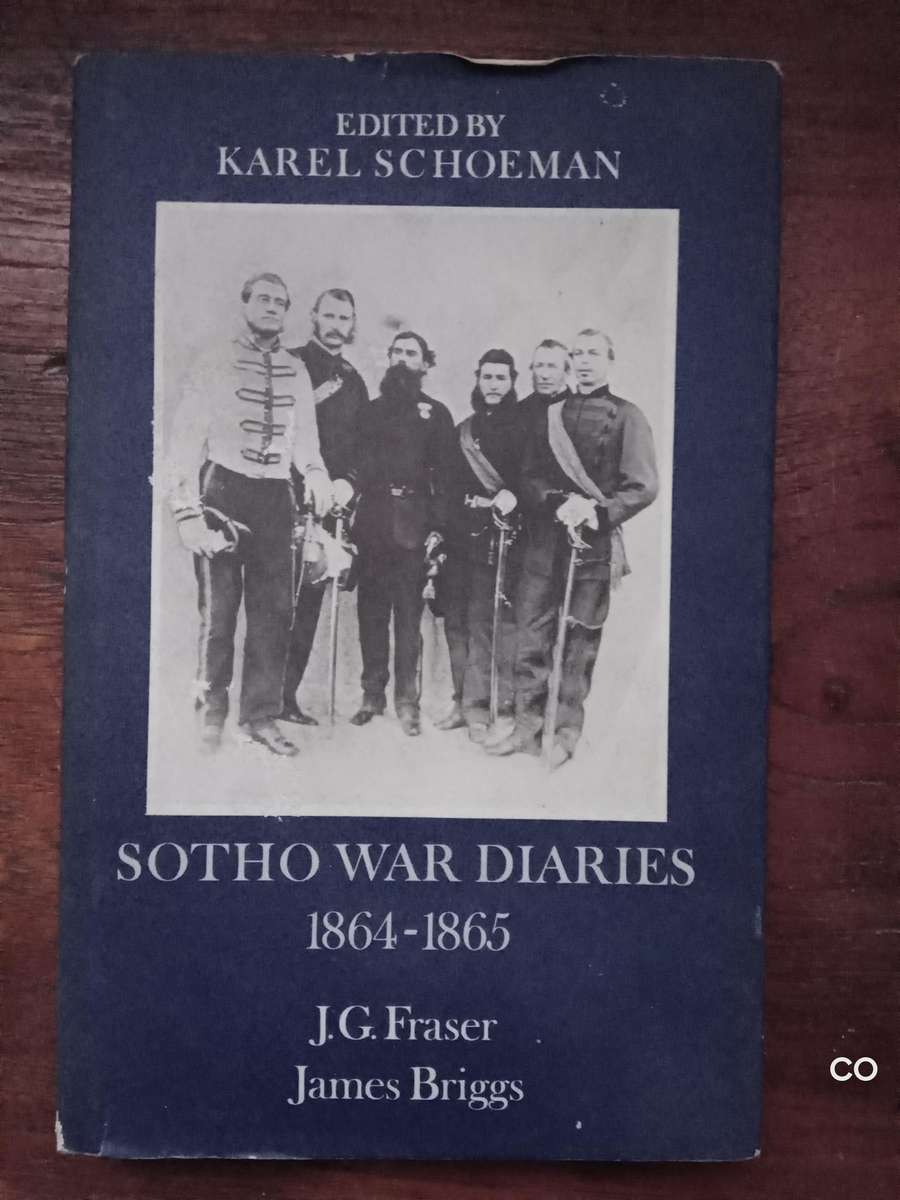 EDITED BY
KAREL SCHOEMAN
SOTHO WAR DIARIES
1864-1865
J.G. Fraser
James Briggs
CO